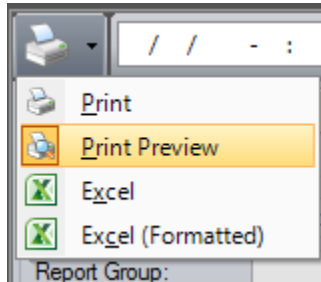 / / - :
Print
Print Preview
Excel
Excel (Formatted)
Report Group: